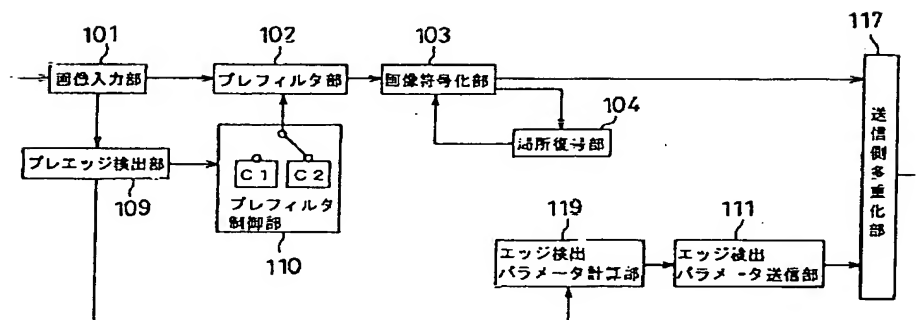 101
102
103
117
画像入力部
プレフィルタ部
画像符号化部
104
局所復号部
プレエッジ検出部
109
C1
C2
プレフィルタ
制御部
110
119
111
エッジ検出
パラメータ計算部
エッジ検出
パラメータ送信部
送信側多重化部